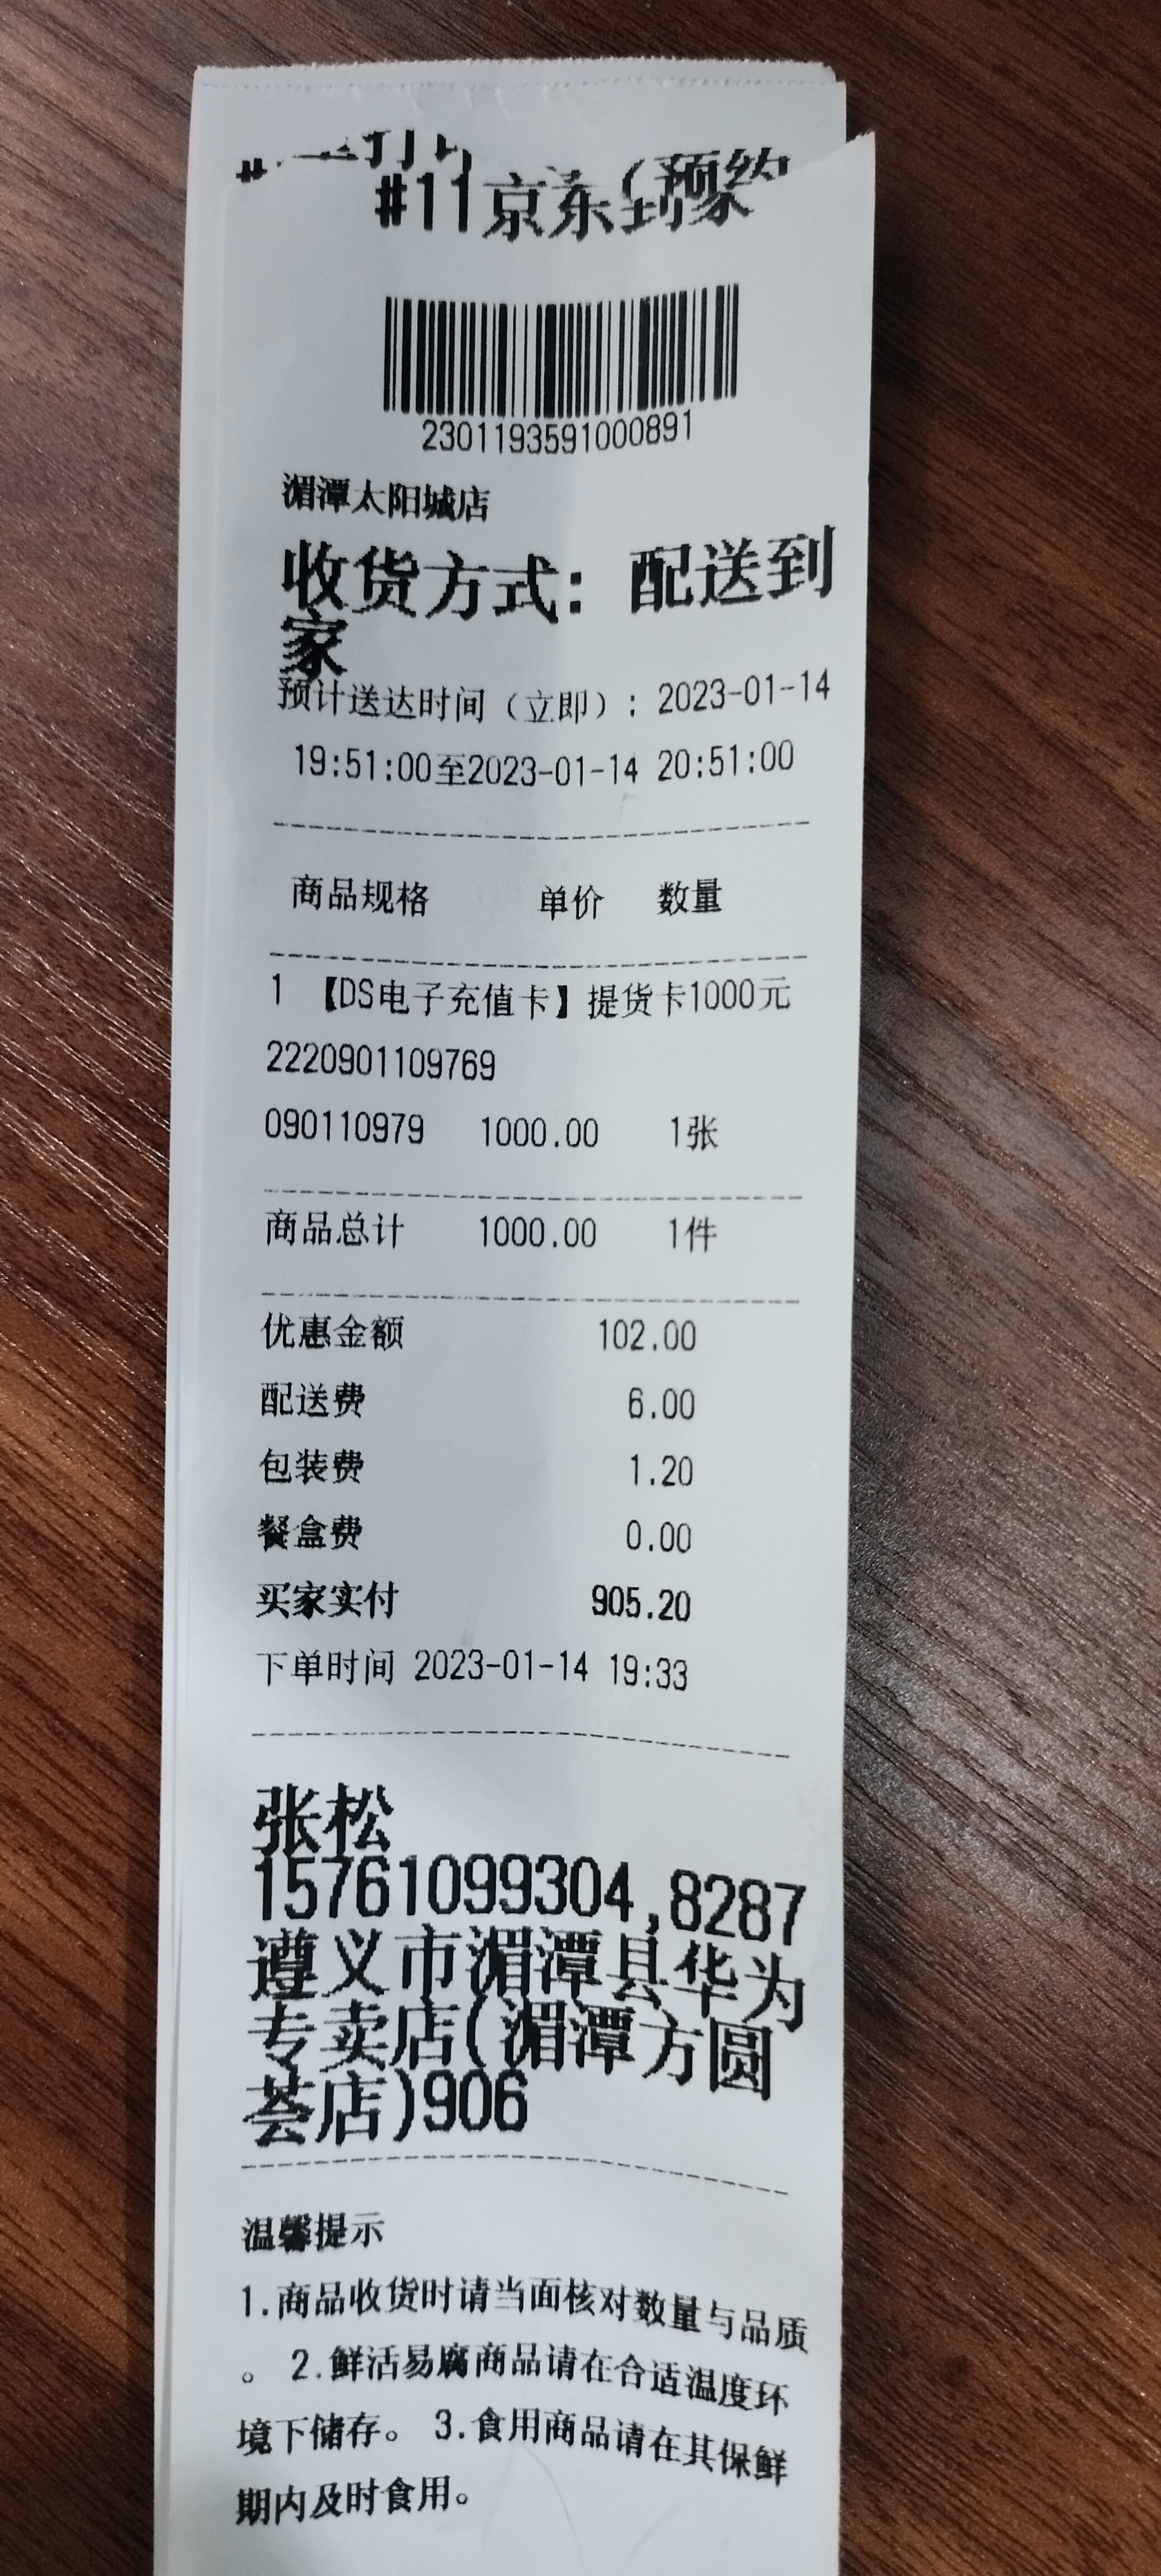 #11京东到家(预约
2301193591000891
湄潭太阳城店
收货方式：配送到
家
预计送达时间（立即）：2023-01-14
19:51:00至2023-01-14 20:51:00
商品规格 单价 数量
1 【DS电子充值卡】提货卡1000元
2220901109769
090110979 1000.00 1张
商品总计 1000.00 1件
优惠金额 102.00
配送费 6.00
包装费 1.20
餐盒费 0.00
买家实付 905.20
下单时间 2023-01-14 19:33
张松
15761099304,8287
遵义市湄潭县华为
专卖店(湄潭方圆
荟店)906
温馨提示
1.商品收货时请当面核对数量与品质
。 2.鲜活易腐商品请在合适温度环
境下储存。 3.食用商品请在其保鲜
期内及时食用。